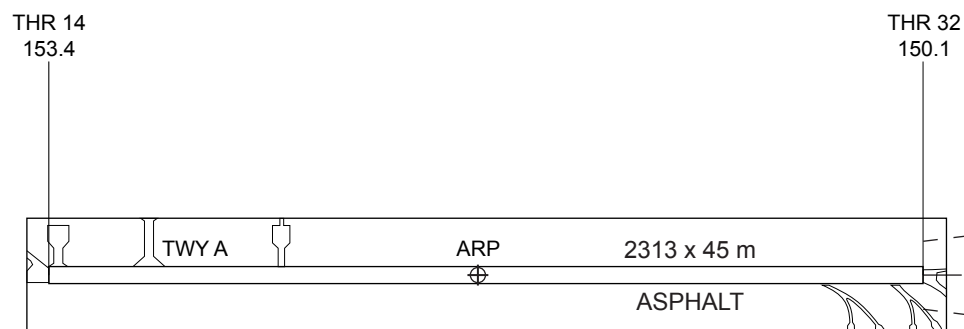 THR 14
153.4
THR 32
150.1
TWY A
ARP
2313 x 45 m
ASPHALT